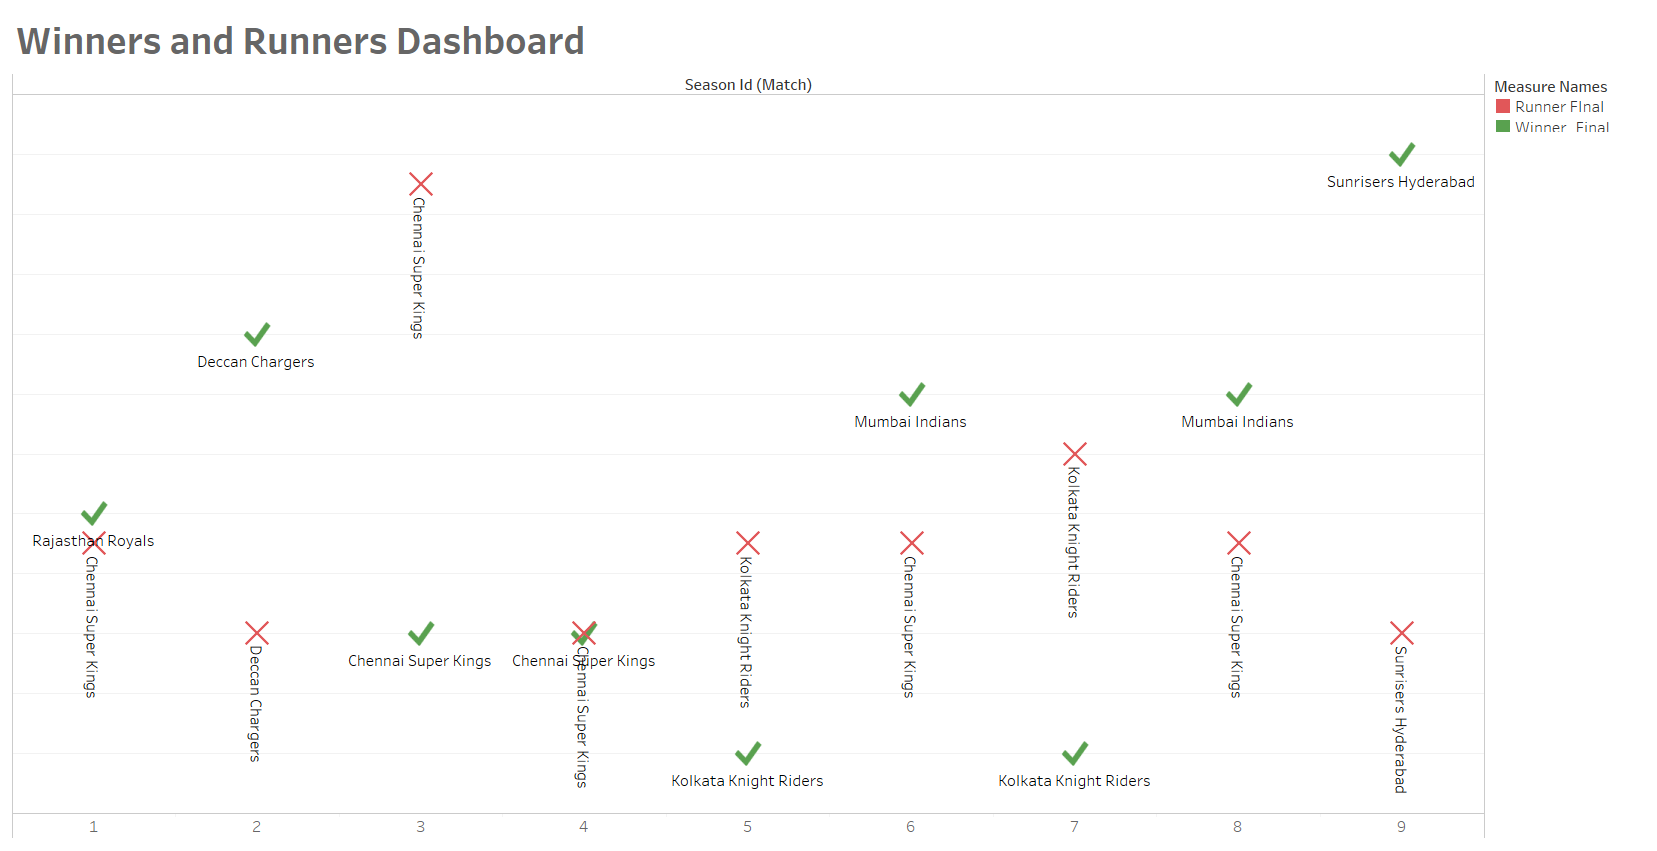 Winners and Runners Dashboard
Season Id (Match)
Measure Names
Runner FInal
Winner_Final
Sunrisers Hyderabad
Chennai Super Kings
Deccan Chargers
Mumbai Indians
Mumbai Indians
Kolkata Knight Riders
Rajasthan Royals
Chennai Super Kings
Kolkata Knight Riders
Chennai Super Kings
Chennai Super Kings
Deccan Chargers
Chennai Super Kings
Chennai Super Kings
Chennai Super Kings
Sunrisers Hyderabad
Kolkata Knight Riders
Kolkata Knight Riders
1 2 3 4 5 6 7 8 9